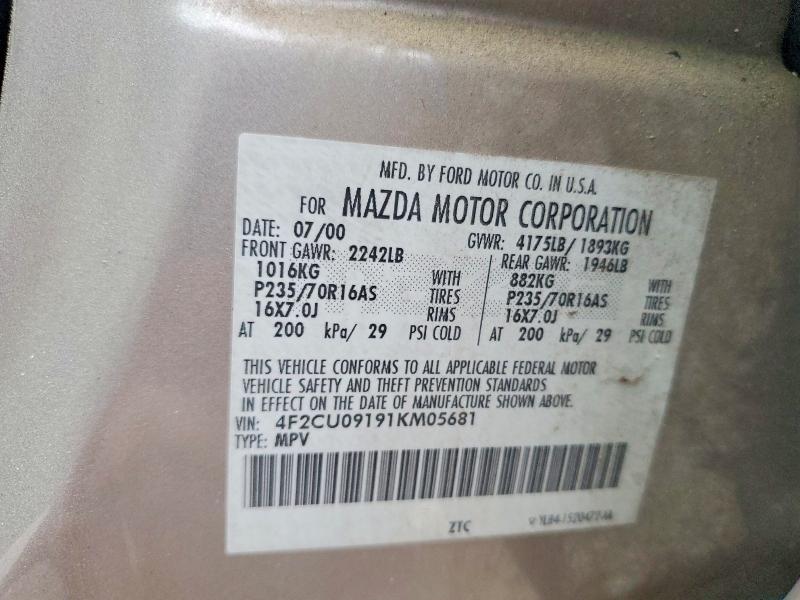 MFD. BY FORD MOTOR CO. IN U.S.A.
FOR MAZDA MOTOR CORPORATION
DATE: 07/00 GVWR: 4175LB/ 1893KG
FRONT GAWR: 2242LB REAR GAWR: 1946LB
1016KG WITH 882KG WITH
P235/70R16AS TIRES P235/70R16AS TIRES
16X7.0J RIMS 16X7.0J RIMS
AT 200 kPa/ 29 PSI COLD AT 200 kPa/ 29 PSI COLD
THIS VEHICLE CONFORMS TO ALL APPLICABLE FEDERAL MOTOR
VEHICLE SAFETY AND THEFT PREVENTION STANDARDS
IN EFFECT ON THE DATE OF MANUFACTURE SHOWN ABOVE.
VIN: 4F2CU09191KM05681
TYPE: MPV
ZTC